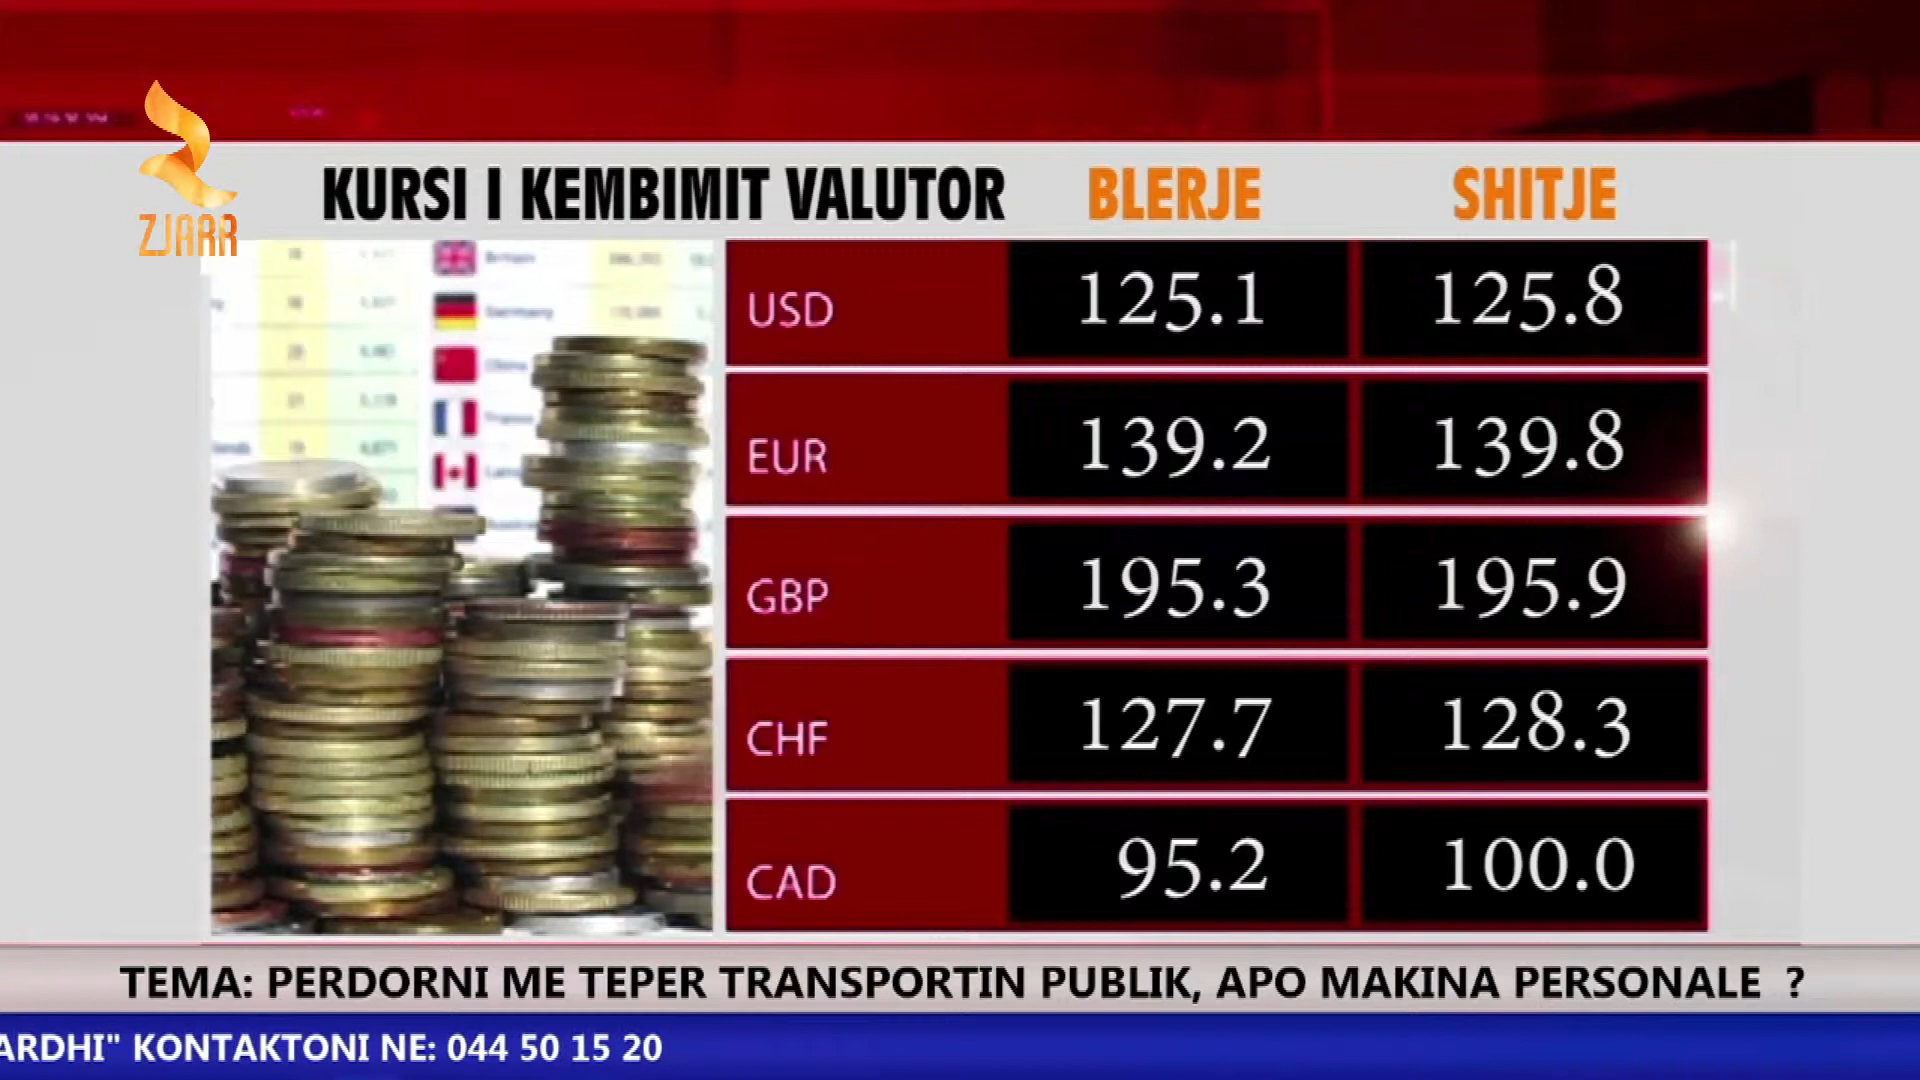 ZJARR
KURSI I KEMBIMIT VALUTOR BLERJE SHITJE
USD 125.1 125.8
EUR 139.2 139.8
GBP 195.3 195.9
CHF 127.7 128.3
CAD 95.2 100.0
Britain
Germany
TEMA: PERDORNI ME TEPER TRANSPORTIN PUBLIK, APO MAKINA PERSONALE ?
ARDHI" KONTAKTONI NE: 044 50 15 20